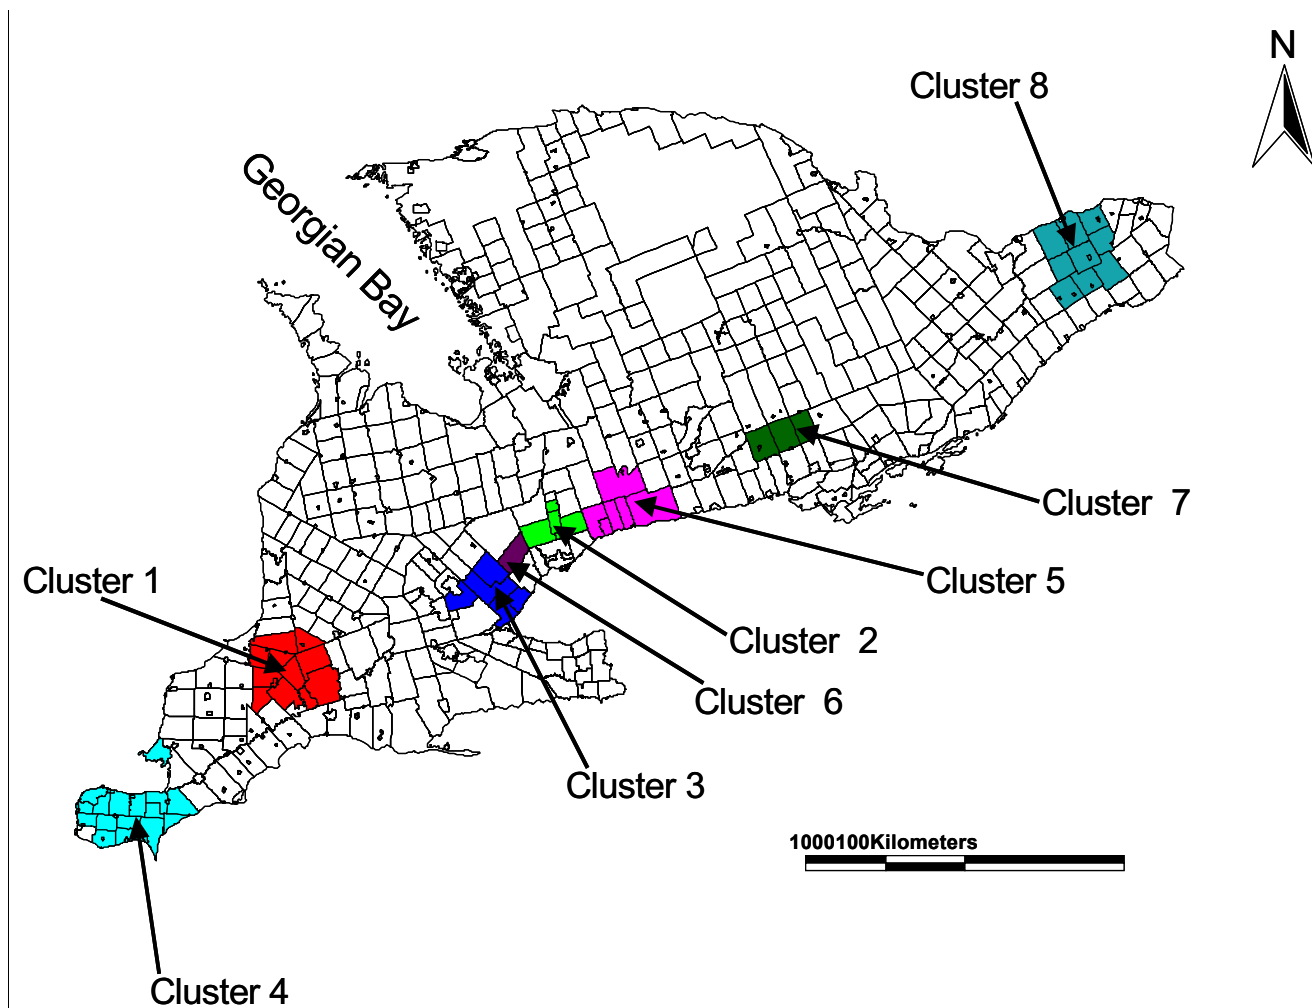 N
Cluster 8
Georgian Bay
Cluster 7
Cluster 1
Cluster 5
Cluster 2
Cluster 6
Cluster 3
1000100Kilometers
Cluster 4